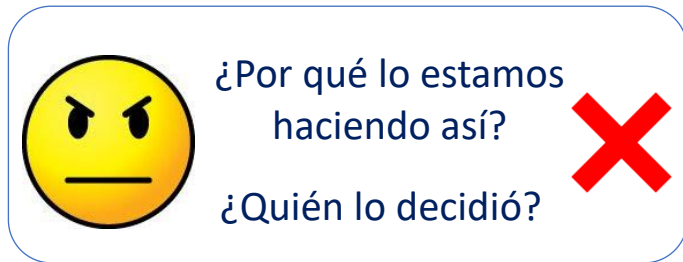 ¿Por qué lo estamos
haciendo así?
¿Quién lo decidió?